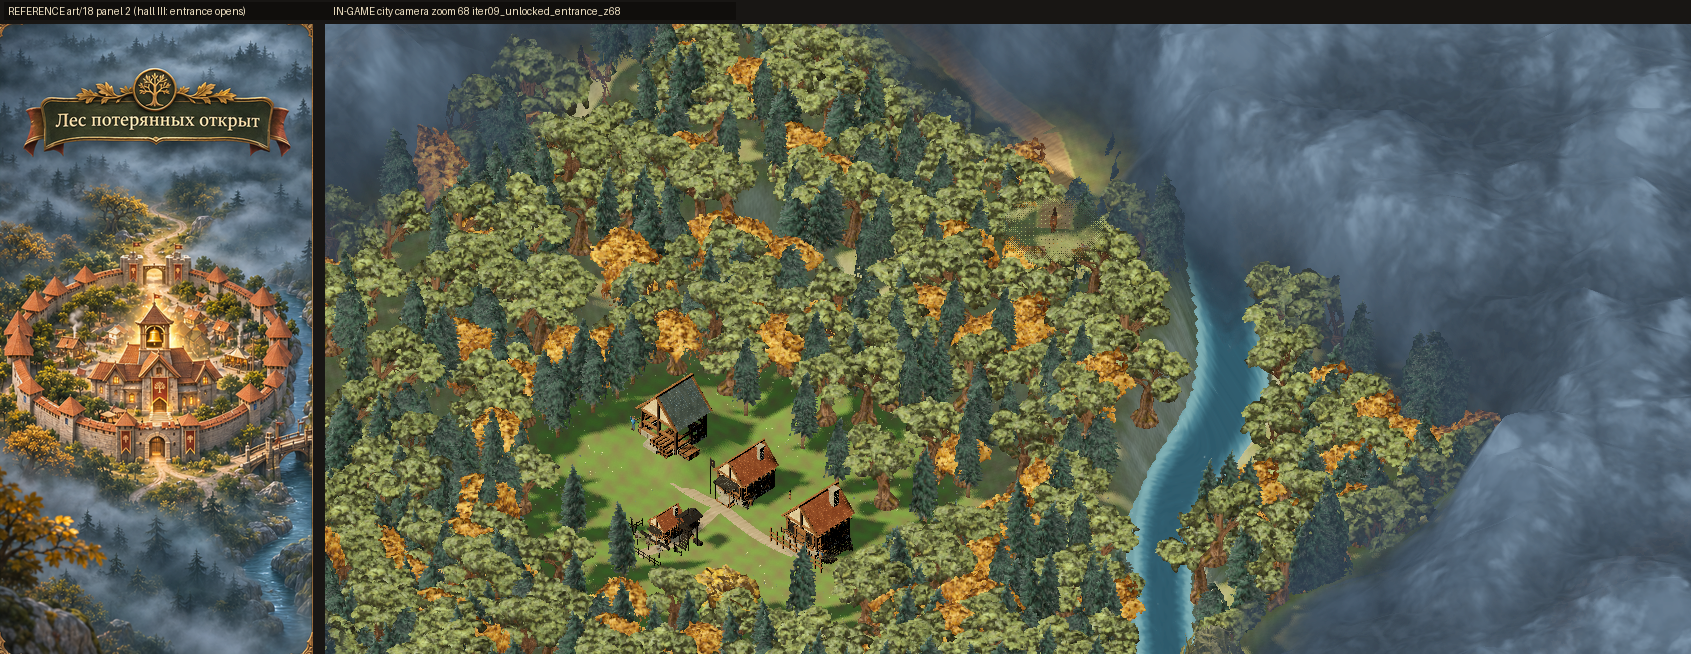 REFERENCE art/18 panel 2 (hall III: entrance opens)
IN-GAME city camera zoom 68 iter09_unlocked_entrance_z68
Лес потерянных открыт